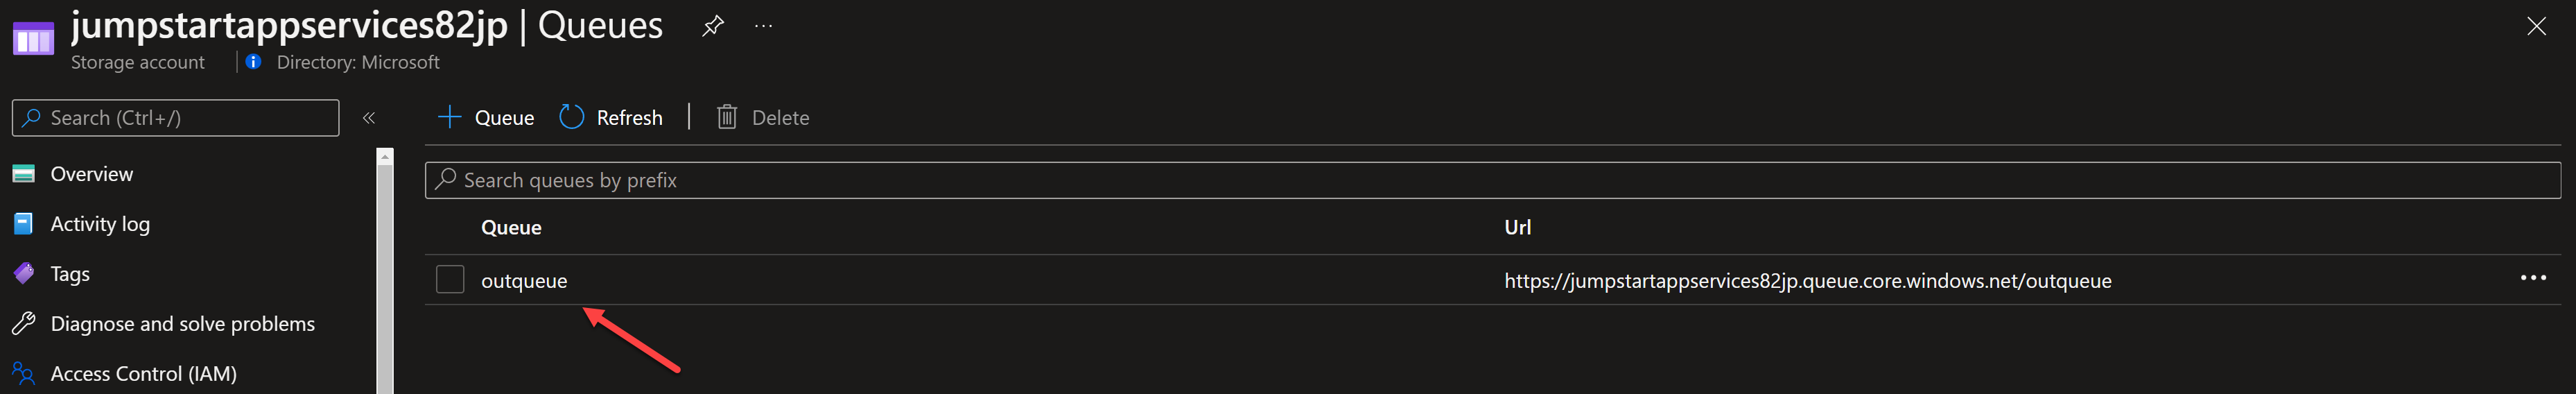 jumpstartappservices82jp | Queues
Storage account
Directory: Microsoft
Search (Ctrl+/)
Overview
Activity log
Tags
Diagnose and solve problems
Access Control (IAM)
Queue
Refresh
Delete
Search queues by prefix
Queue
Url
outqueue
https://jumpstartappservices82jp.queue.core.windows.net/outqueue